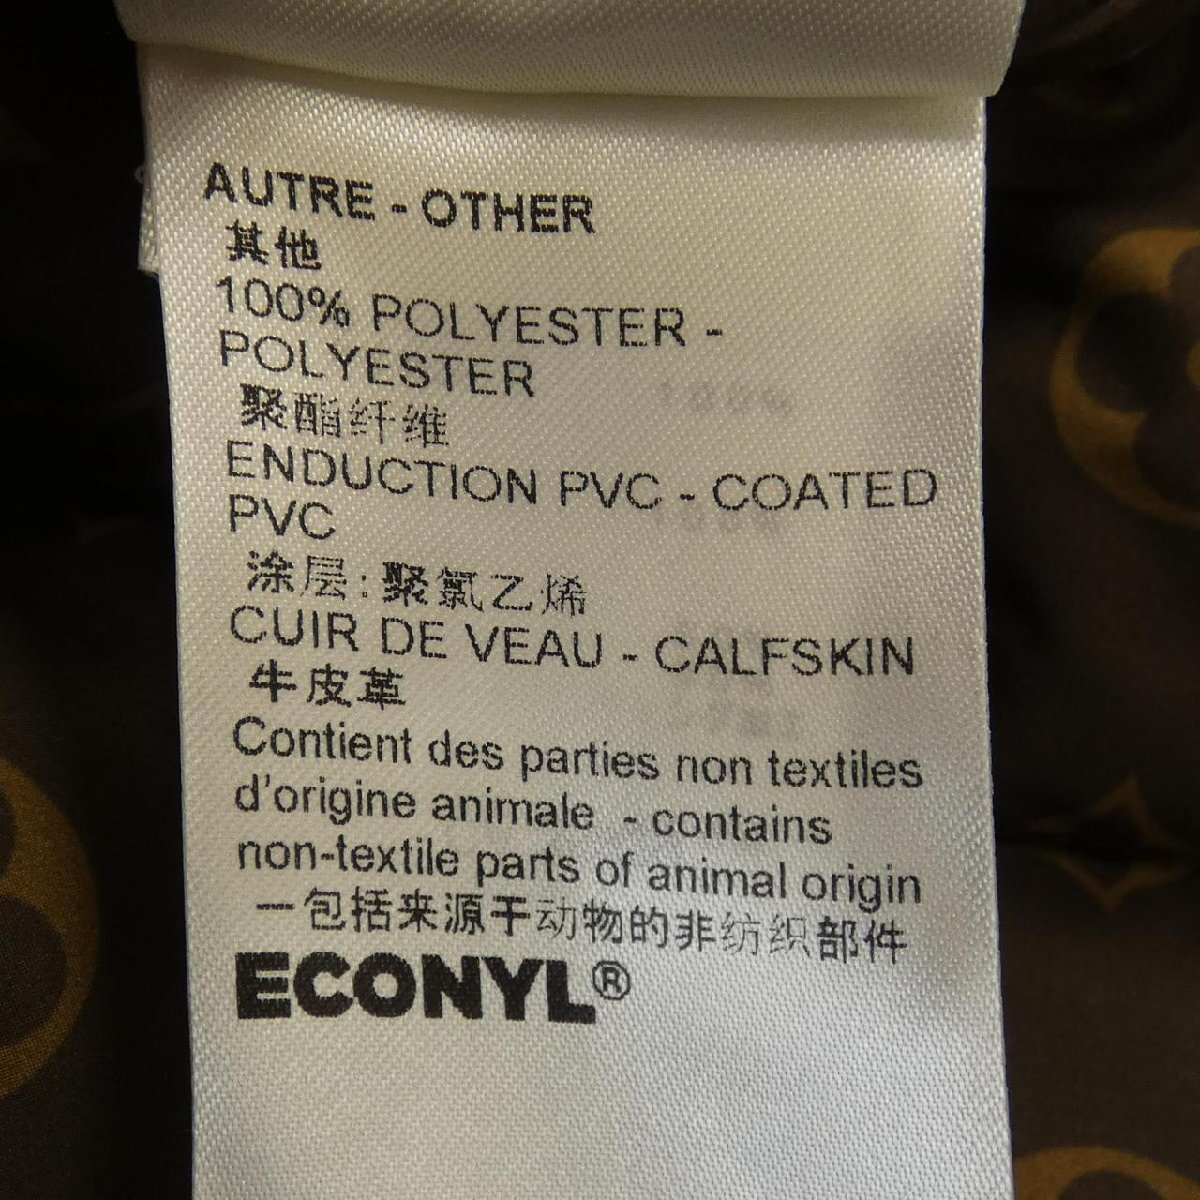 AUTRE - OTHER
其他
100% POLYESTER -
POLYESTER
聚酯纤维
ENDUCTION PVC - COATED
PVC
涂层:聚氯乙烯
CUIR DE VEAU - CALFSKIN
牛皮革
Contient des parties non textiles
d'origine animale - contains
non-textile parts of animal origin
一包括来源于动物的非纺织部件
ECONYL®